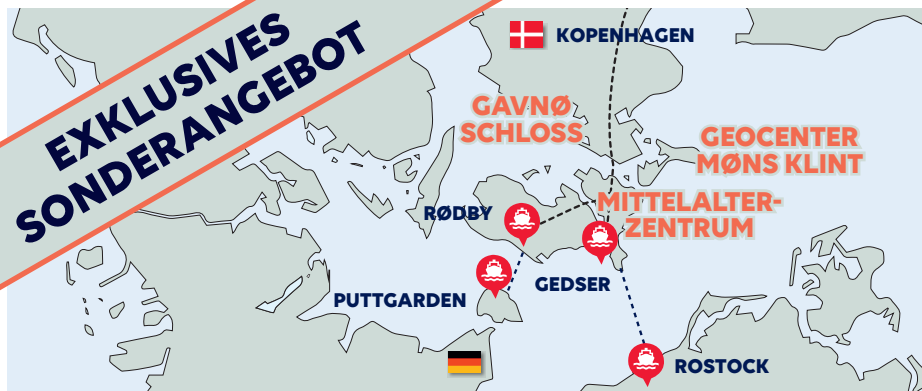 EXKLUSIVES
SONDERANGEBOT
KOPENHAGEN
GAVNØ
SCHLOSS
GEOCENTER
MØNS KLINT
MITTELALTER-
ZENTRUM
RØDBY
GEDSER
PUTTGARDEN
ROSTOCK